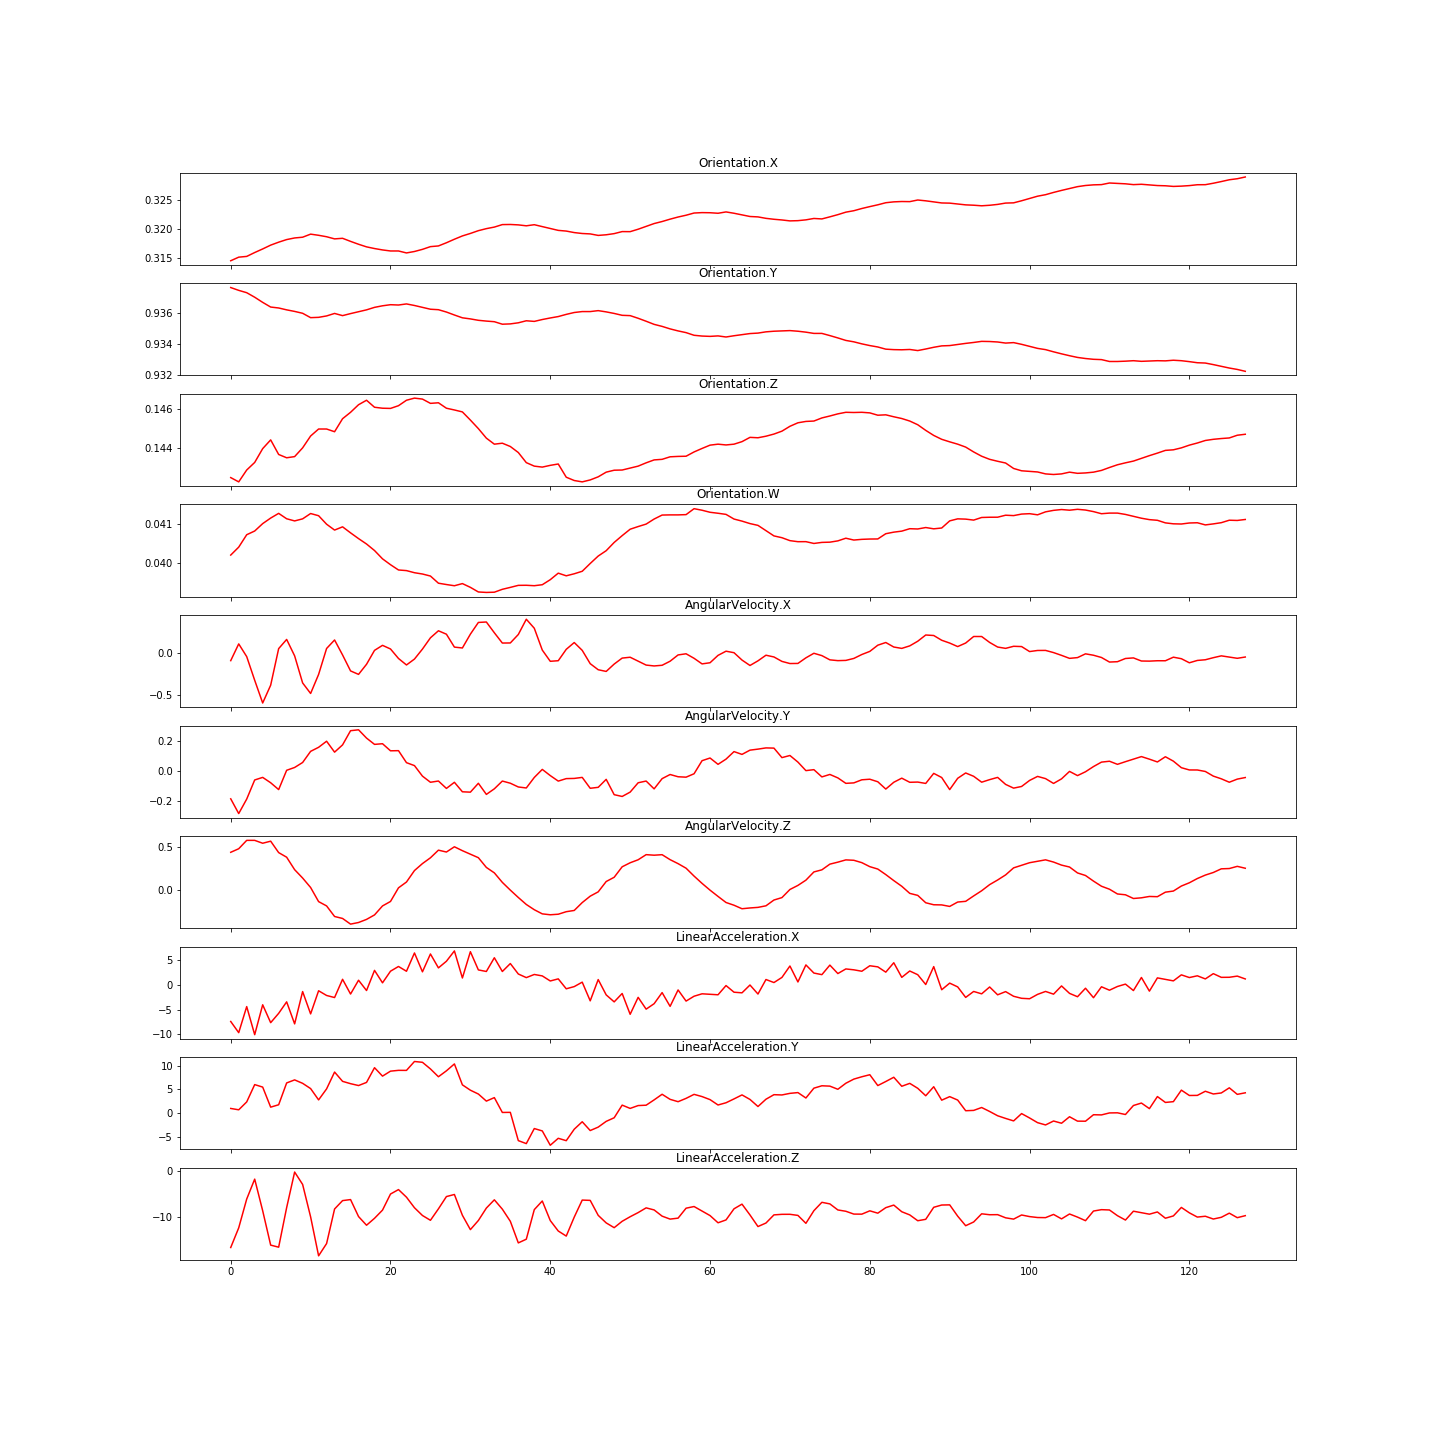 Orientation.X
0.325
0.320
0.315
Orientation.Y
0.936
0.934
0.932
Orientation.Z
0.146
0.144
Orientation.W
0.041
0.040
AngularVelocity.X
0.0
−0.5
AngularVelocity.Y
0.2
0.0
−0.2
AngularVelocity.Z
0.5
0.0
LinearAcceleration.X
5
0
−5
−10
LinearAcceleration.Y
10
5
0
−5
LinearAcceleration.Z
0
−10
0 20 40 60 80 100 120